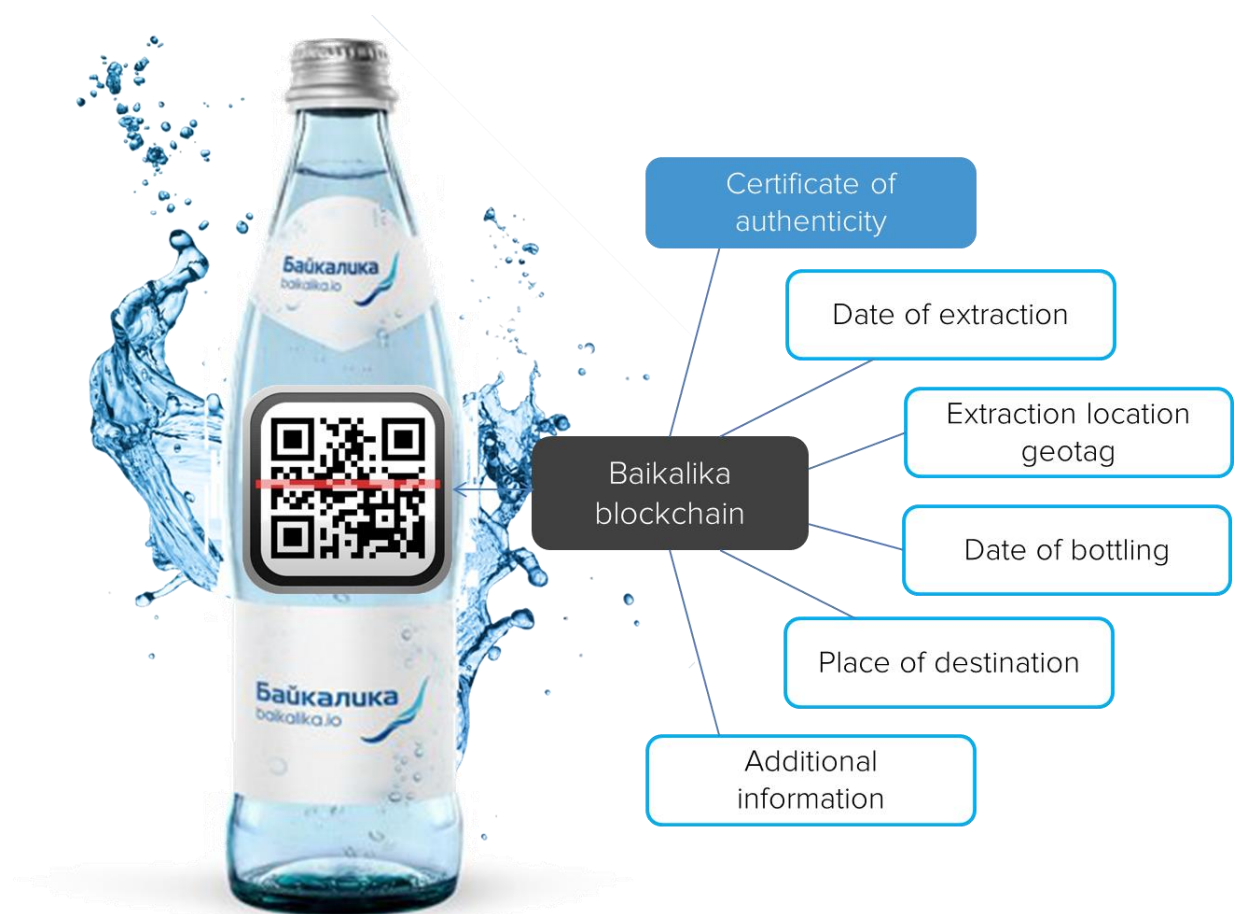 Байкалика
baikalika.io
Байкалика
baikalika.io
Certificate of
authenticity
Date of extraction
Extraction location
geotag
Baikalika
blockchain
Date of bottling
Place of destination
Additional
information